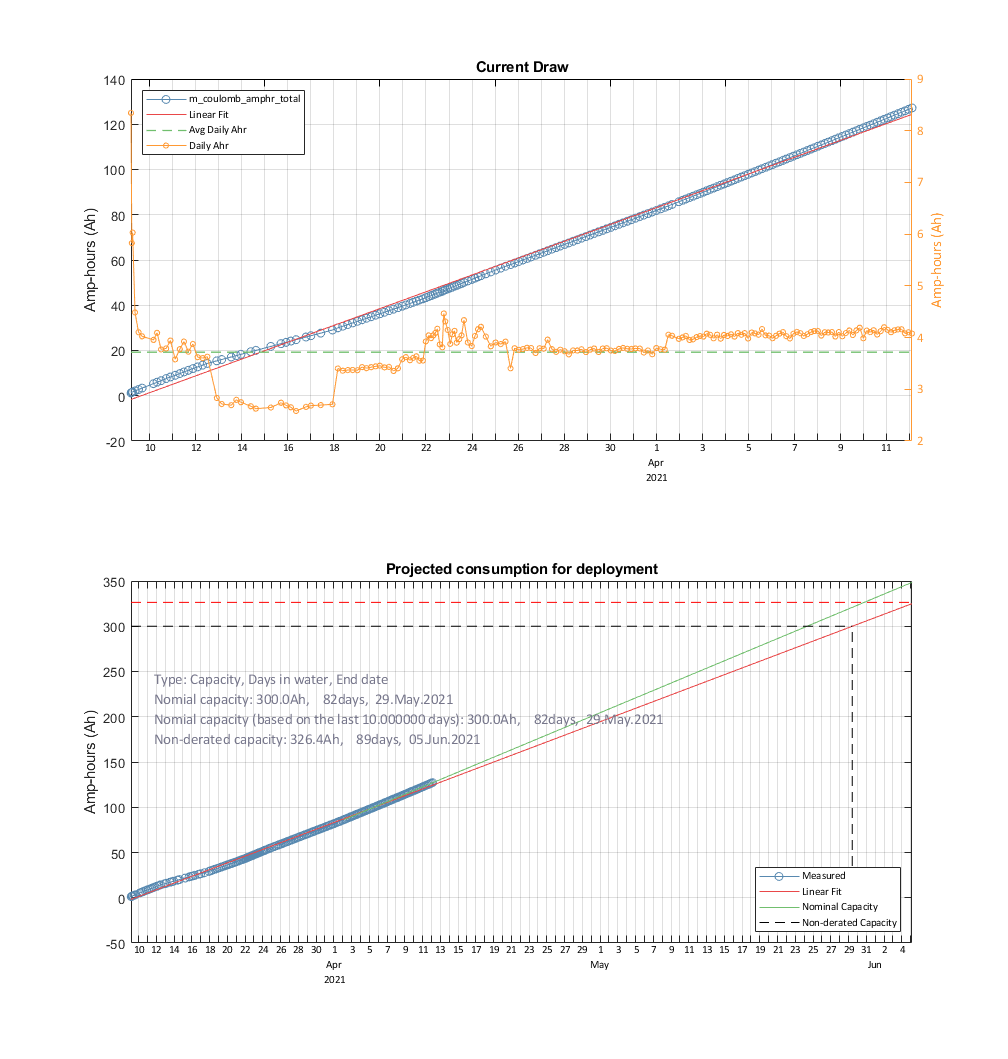 Current Draw
140
120
100
80
60
40
20
0
-20
Amp-hours (Ah)
m_coulomb_amphr_total
Linear Fit
Avg Daily Ahr
Daily Ahr
9
8
7
6
5
4
3
2
Amp-hours (Ah)
10 12 14 16 18 20 22 24 26 28 30 1 3 5 7 9 11
Apr
2021
Projected consumption for deployment
350
300
250
200
150
100
50
0
-50
Amp-hours (Ah)
Type: Capacity, Days in water, End date
Nomial capacity: 300.0Ah, 82days, 29.May.2021
Nomial capacity (based on the last 10.000000 days): 300.0Ah, 82days, 29.May.2021
Non-derated capacity: 326.4Ah, 89days, 05.Jun.2021
Measured
Linear Fit
Nominal Capacity
Non-derated Capacity
10 12 14 16 18 20 22 24 26 28 30 1 3 5 7 9 11 13 15 17 19 21 23 25 27 29 1 3 5 7 9 11 13 15 17 19 21 23 25 27 29 31 2 4
Apr May Jun
2021